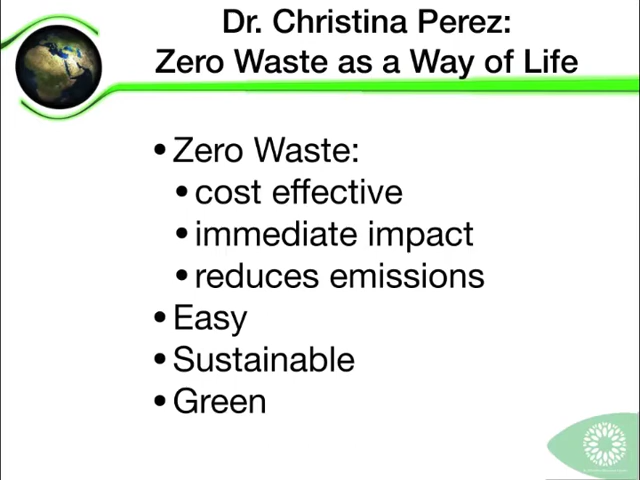 Dr. Christina Perez:
Zero Waste as a Way of Life
• Zero Waste:
• cost effective
• immediate impact
• reduces emissions
• Easy
• Sustainable
• Green